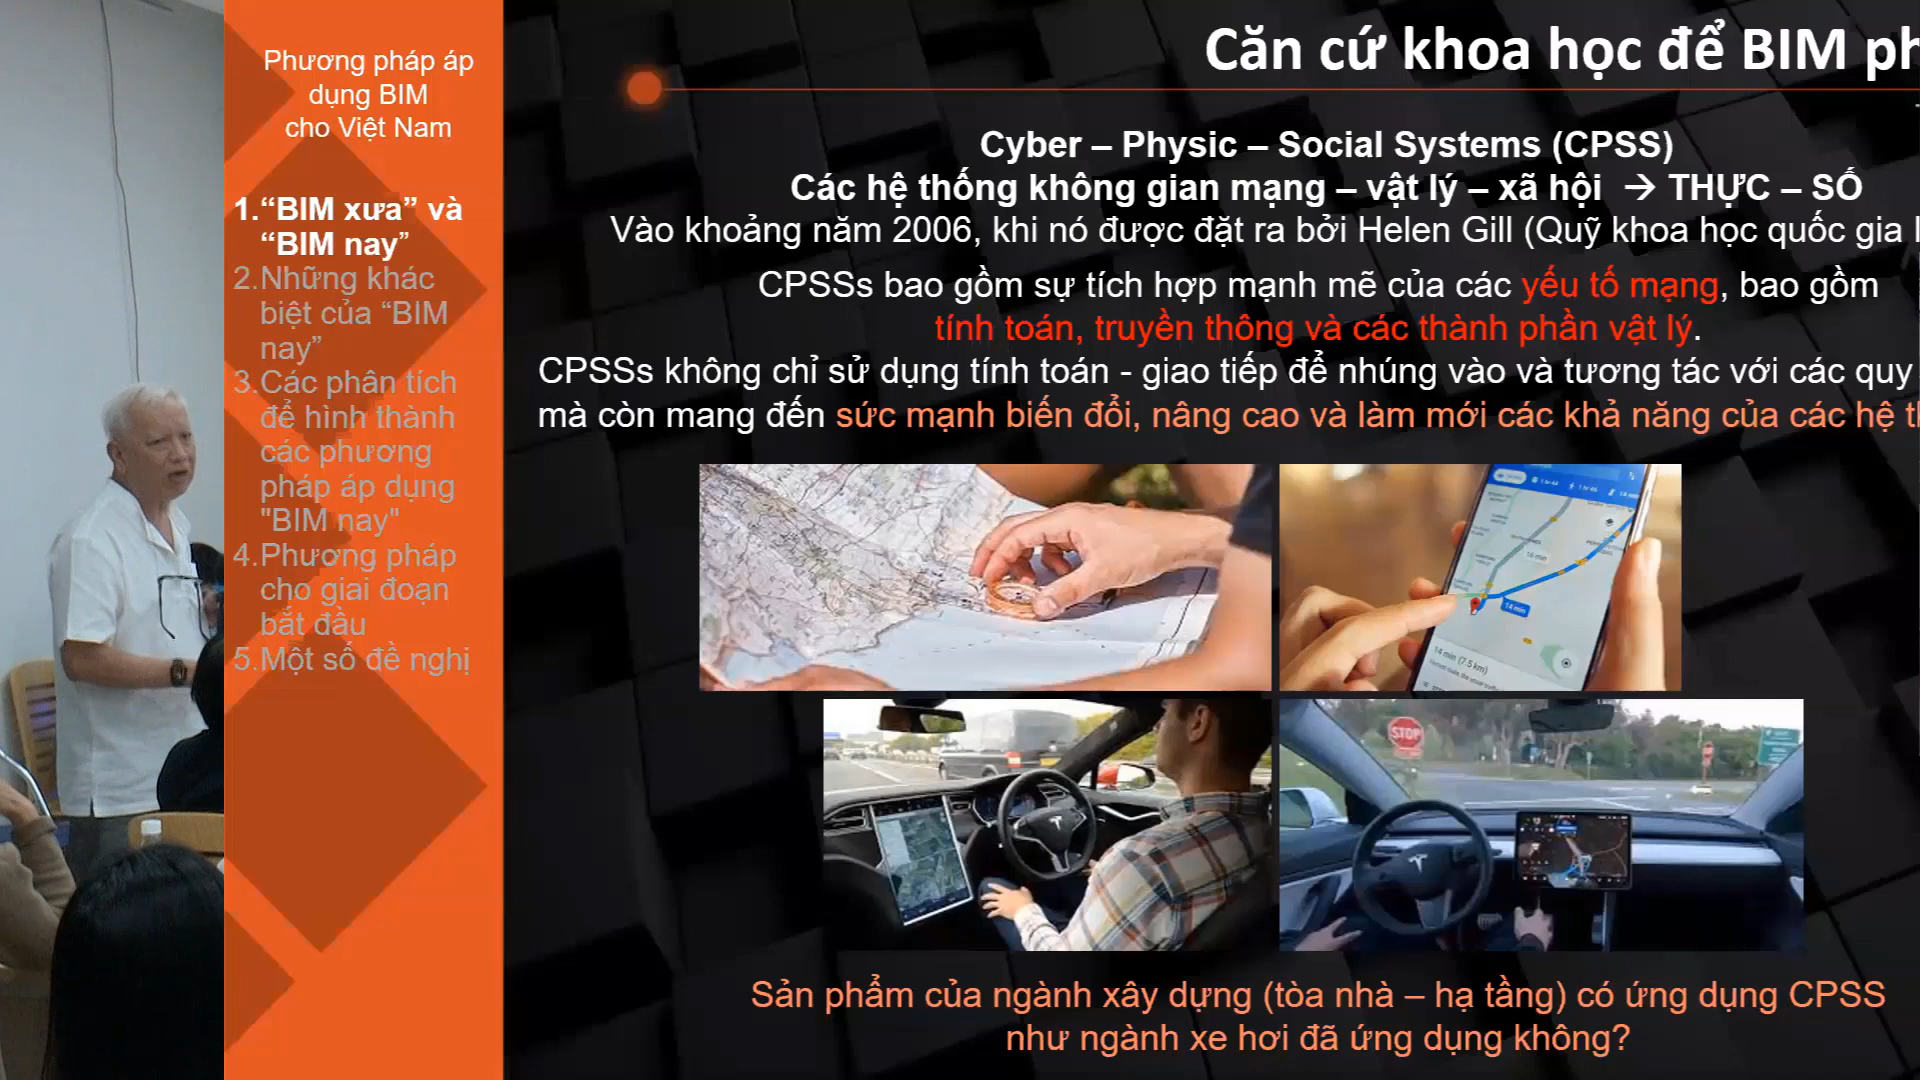 Phương pháp áp
dụng BIM
cho Việt Nam
1.“BIM xưa” và
“BIM nay”
2.Những khác
biệt của “BIM
nay”
3.Các phân tích
để hình thành
các phương
pháp áp dụng
"BIM nay"
4.Phương pháp
cho giai đoạn
bắt đầu
5.Một số đề nghị
Căn cứ khoa học để BIM ph
Cyber – Physic – Social Systems (CPSS)
Các hệ thống không gian mạng – vật lý – xã hội → THỰC – SỐ
Vào khoảng năm 2006, khi nó được đặt ra bởi Helen Gill (Quỹ khoa học quốc gia
CPSSs bao gồm sự tích hợp mạnh mẽ của các yếu tố mạng, bao gồm
tính toán, truyền thông và các thành phần vật lý.
CPSSs không chỉ sử dụng tính toán - giao tiếp để nhúng vào và tương tác với các quy
mà còn mang đến sức mạnh biến đổi, nâng cao và làm mới các khả năng của các hệ th
14 min
14 min (7.5 km)
STOP
Sản phẩm của ngành xây dựng (tòa nhà – hạ tầng) có ứng dụng CPSS
như ngành xe hơi đã ứng dụng không?